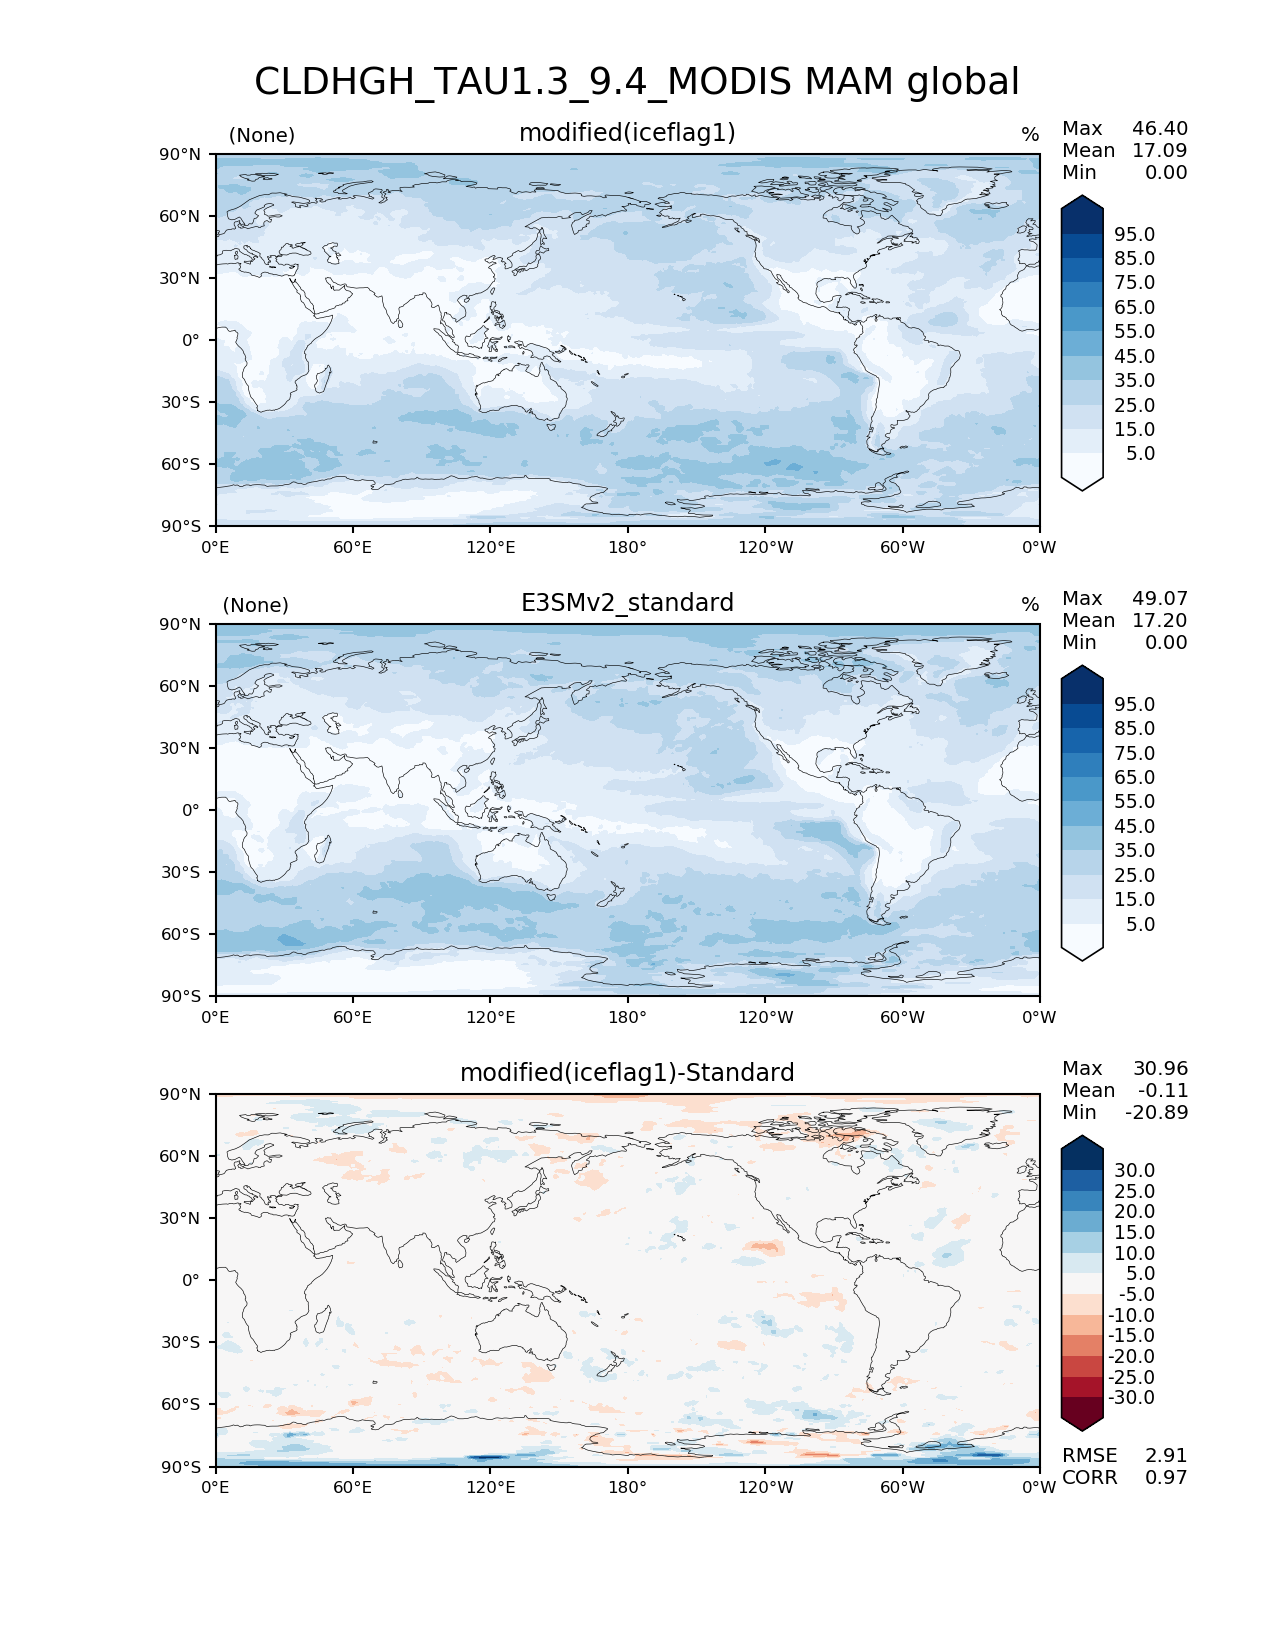 CLDHGH_TAU1.3_9.4_MODIS MAM global
(None) modified(iceflag1) %
Max 46.40
Mean 17.09
Min 0.00
90°N
60°N
30°N
0°
30°S
60°S
90°S
0°E 60°E 120°E 180° 120°W 60°W 0°W
95.0
85.0
75.0
65.0
55.0
45.0
35.0
25.0
15.0
5.0
(None) E3SMv2_standard %
Max 49.07
Mean 17.20
Min 0.00
90°N
60°N
30°N
0°
30°S
60°S
90°S
0°E 60°E 120°E 180° 120°W 60°W 0°W
95.0
85.0
75.0
65.0
55.0
45.0
35.0
25.0
15.0
5.0
modified(iceflag1)-Standard
Max 30.96
Mean -0.11
Min -20.89
90°N
60°N
30°N
0°
30°S
60°S
90°S
0°E 60°E 120°E 180° 120°W 60°W 0°W
30.0
25.0
20.0
15.0
10.0
5.0
-5.0
-10.0
-15.0
-20.0
-25.0
-30.0
RMSE 2.91
CORR 0.97